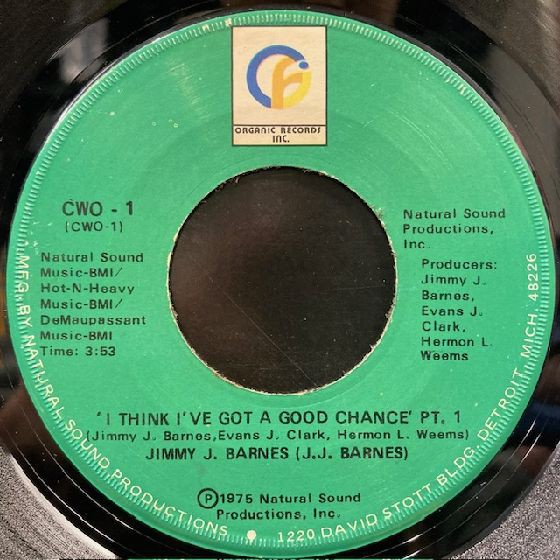 ORGANIC RECORDS
INC.
CWO - 1
(CWO-1)
Natural Sound
Music-BMI/
Hot-N-Heavy
Music-BMI/
DeMaupassant
Music-BMI
Time: 3:53
Natural Sound
Productions,
Inc.
Producers:
Jimmy J.
Barnes,
Evans J.
Clark,
Hermon L.
Weems
'I THINK I'VE GOT A GOOD CHANCE' PT. 1
(Jimmy J. Barnes, Evans J. Clark, Hermon L. Weems)
JIMMY J. BARNES (J.J. BARNES)
Ⓟ1975 Natural Sound
Productions, Inc.
MFG BY NATURAL SOUND PRODUCTIONS • 1220 DAVID STOTT BLDG. DETROIT, MICH. 48226